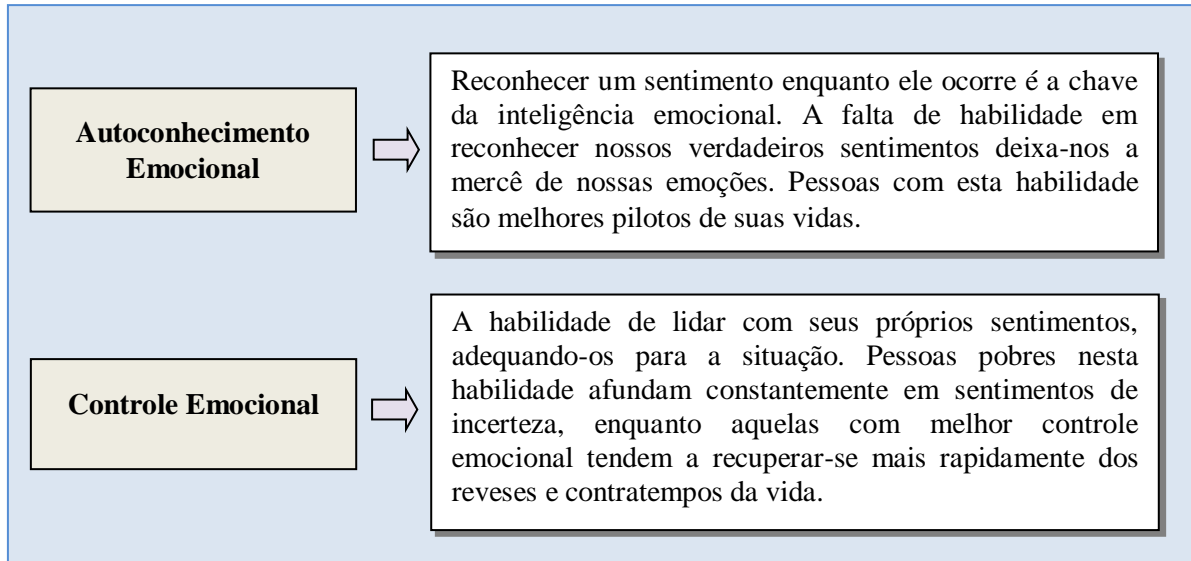 Autoconhecimento
Emocional
Reconhecer um sentimento enquanto ele ocorre é a chave
da inteligência emocional. A falta de habilidade em
reconhecer nossos verdadeiros sentimentos deixa-nos a
mercê de nossas emoções. Pessoas com esta habilidade
são melhores pilotos de suas vidas.
Controle Emocional
A habilidade de lidar com seus próprios sentimentos,
adequando-os para a situação. Pessoas pobres nesta
habilidade afundam constantemente em sentimentos de
incerteza, enquanto aquelas com melhor controle
emocional tendem a recuperar-se mais rapidamente dos
reveses e contratempos da vida.